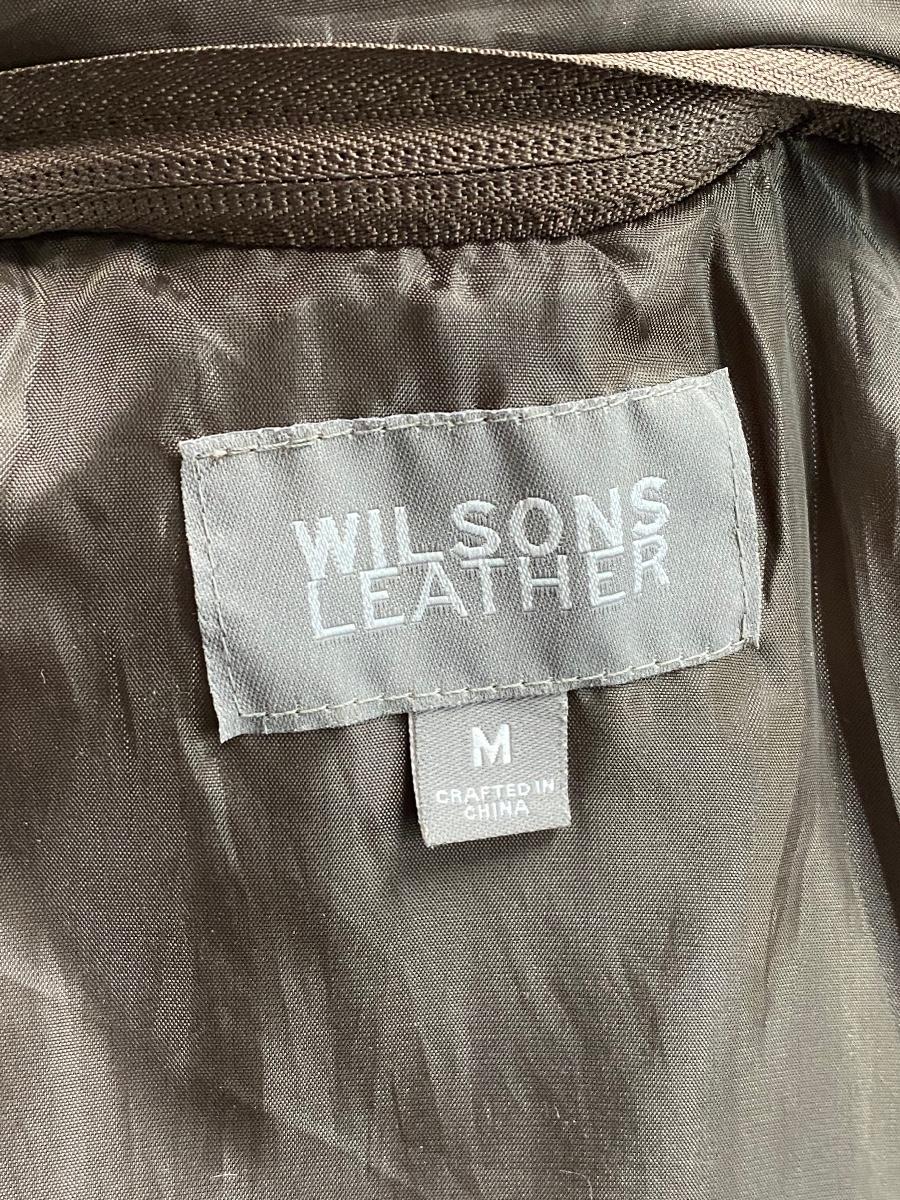 WILSONS
LEATHER
M
CRAFTED IN
CHINA